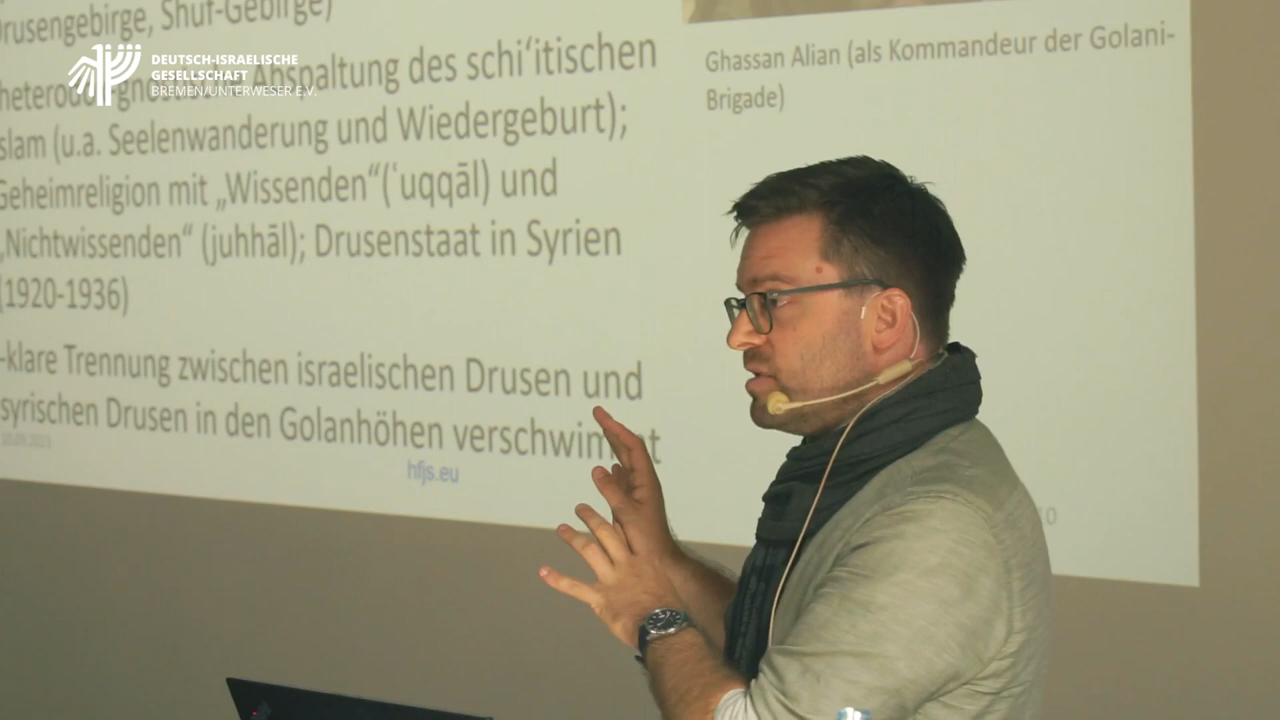 DEUTSCH-ISRAELISCHE
GESELLSCHAFT
BREMEN/UNTERWESER E.V.
Drusengebirge, Shuf-Gebirge)
Abspaltung des schi‘itischen
slam (u.a. Seelenwanderung und Wiedergeburt);
Geheimreligion mit „Wissenden“(ʿuqqāl) und
„Nichtwissenden“ (juhhāl); Drusenstaat in Syrien
(1920-1936)
-klare Trennung zwischen israelischen Drusen und
syrischen Drusen in den Golanhöhen verschwimmt
hfjs.eu
Ghassan Alian (als Kommandeur der Golani-
Brigade)